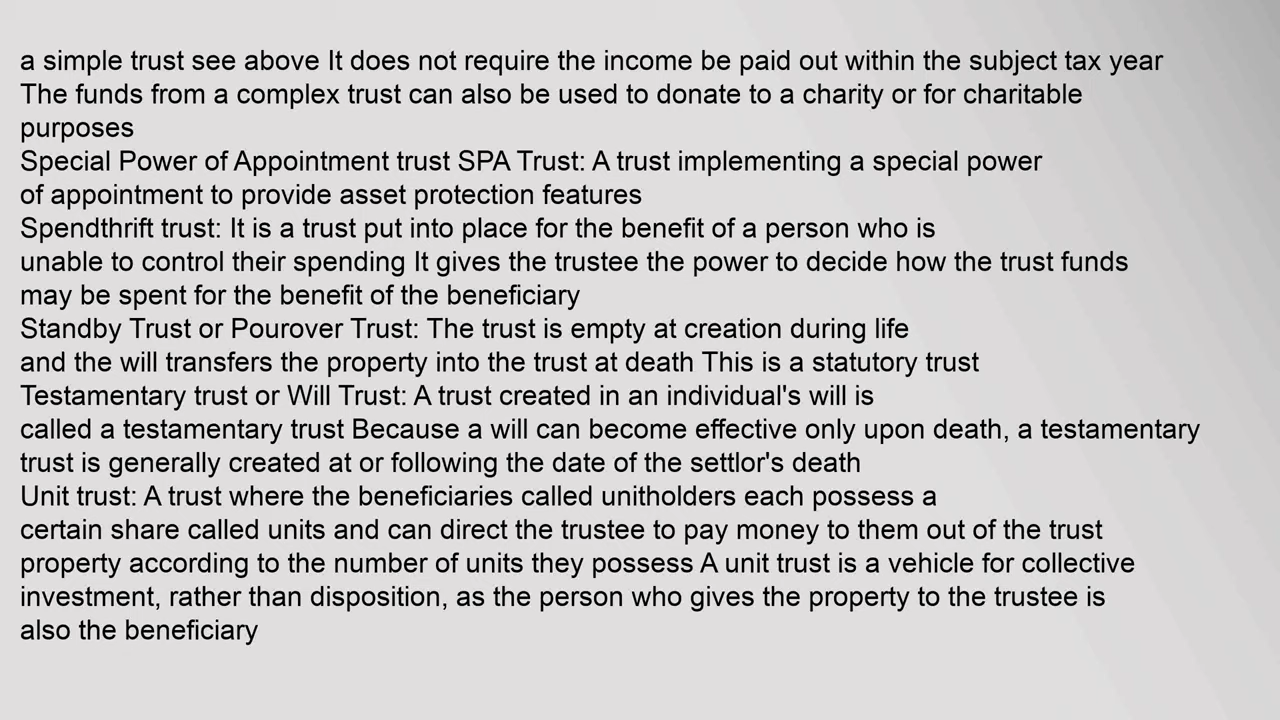 a simple trust see above It does not require the income be paid out within the subject tax year
The funds from a complex trust can also be used to donate to a charity or for charitable
purposes
Special Power of Appointment trust SPA Trust: A trust implementing a special power
of appointment to provide asset protection features
Spendthrift trust: It is a trust put into place for the benefit of a person who is
unable to control their spending It gives the trustee the power to decide how the trust funds
may be spent for the benefit of the beneficiary
Standby Trust or Pourover Trust: The trust is empty at creation during life
and the will transfers the property into the trust at death This is a statutory trust
Testamentary trust or Will Trust: A trust created in an individual's will is
called a testamentary trust Because a will can become effective only upon death, a testamentary
trust is generally created at or following the date of the settlor's death
Unit trust: A trust where the beneficiaries called unitholders each possess a
certain share called units and can direct the trustee to pay money to them out of the trust
property according to the number of units they possess A unit trust is a vehicle for collective
investment, rather than disposition, as the person who gives the property to the trustee is
also the beneficiary